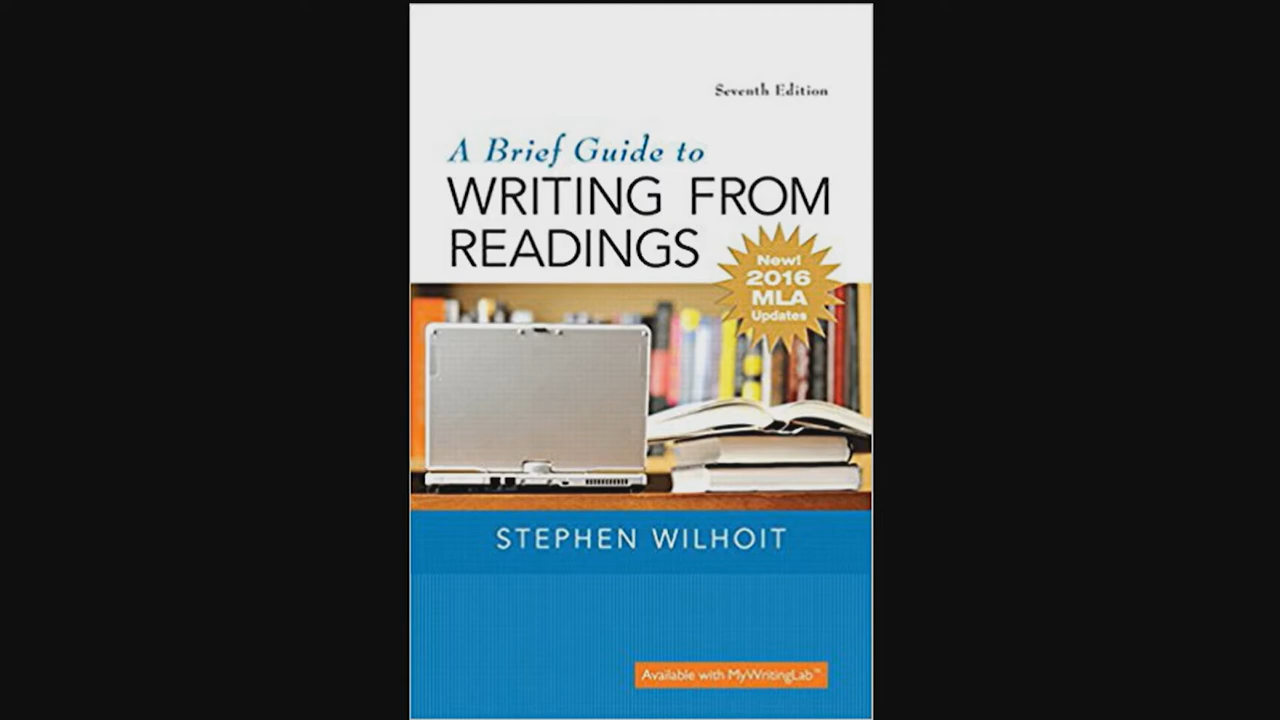 Seventh Edition
A Brief Guide to
WRITING FROM
READINGS
New!
2016
MLA
Updates
STEPHEN WILHOIT
Available with MyWritingLab™